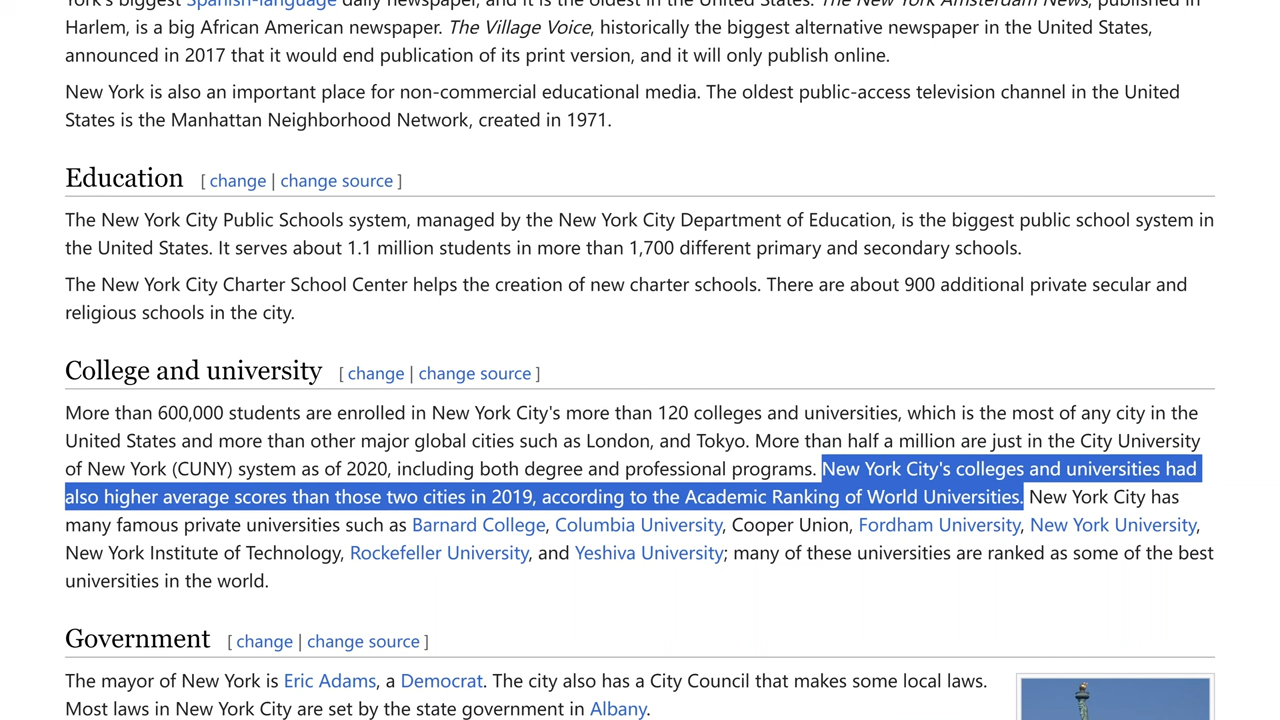 York's biggest Spanish-language daily newspaper, and it is the oldest in the United States. The New York Amsterdam News, published in
Harlem, is a big African American newspaper. The Village Voice, historically the biggest alternative newspaper in the United States,
announced in 2017 that it would end publication of its print version, and it will only publish online.
New York is also an important place for non-commercial educational media. The oldest public-access television channel in the United
States is the Manhattan Neighborhood Network, created in 1971.
Education [ change | change source ]
The New York City Public Schools system, managed by the New York City Department of Education, is the biggest public school system in
the United States. It serves about 1.1 million students in more than 1,700 different primary and secondary schools.
The New York City Charter School Center helps the creation of new charter schools. There are about 900 additional private secular and
religious schools in the city.
College and university [ change | change source ]
More than 600,000 students are enrolled in New York City's more than 120 colleges and universities, which is the most of any city in the
United States and more than other major global cities such as London, and Tokyo. More than half a million are just in the City University
of New York (CUNY) system as of 2020, including both degree and professional programs. New York City's colleges and universities had
also higher average scores than those two cities in 2019, according to the Academic Ranking of World Universities. New York City has
many famous private universities such as Barnard College, Columbia University, Cooper Union, Fordham University, New York University,
New York Institute of Technology, Rockefeller University, and Yeshiva University; many of these universities are ranked as some of the best
universities in the world.
Government [ change | change source ]
The mayor of New York is Eric Adams, a Democrat. The city also has a City Council that makes some local laws.
Most laws in New York City are set by the state government in Albany.